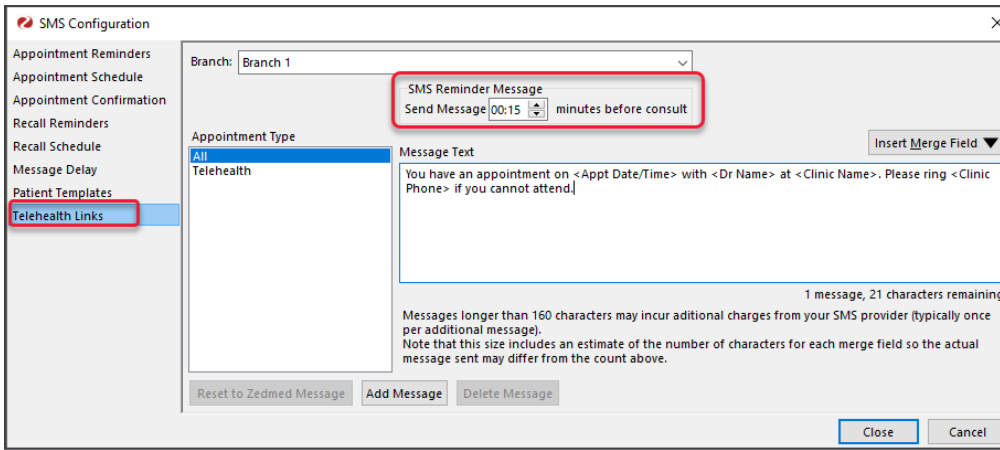 SMS Configuration
Appointment Reminders
Appointment Schedule
Appointment Confirmation
Recall Reminders
Recall Schedule
Message Delay
Patient Templates
Telehealth Links
Branch: Branch 1
SMS Reminder Message
Send Message 00:15 minutes before consult
Appointment Type
All
Telehealth
Insert Merge Field
Message Text
You have an appointment on <Appt Date/Time> with <Dr Name> at <Clinic Name>. Please ring <Clinic
Phone> if you cannot attend.
1 message, 21 characters remaining
Messages longer than 160 characters may incur aditional charges from your SMS provider (typically once
per additional message).
Note that this size includes an estimate of the number of characters for each merge field so the actual
message sent may differ from the count above.
Reset to Zedmed Message Add Message Delete Message
Close Cancel